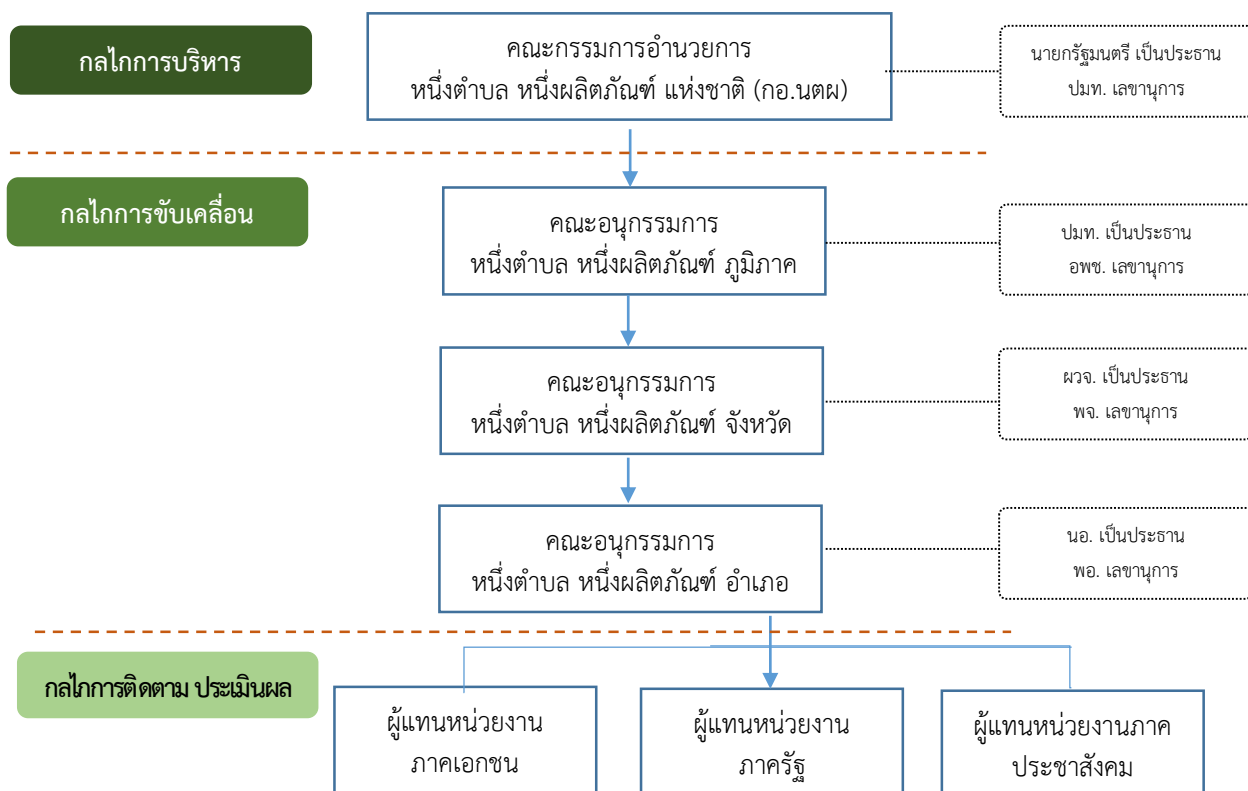 กลไกการบริหาร
คณะกรรมการอำนวยการ
หนึ่งตำบล หนึ่งผลิตภัณฑ์ แห่งชาติ (กอ.นตผ)
นายกรัฐมนตรี เป็นประธาน
ปมท. เลขานุการ
กลไกการขับเคลื่อน
คณะอนุกรรมการ
หนึ่งตำบล หนึ่งผลิตภัณฑ์ ภูมิภาค
ปมท. เป็นประธาน
อพช. เลขานุการ
คณะอนุกรรมการ
หนึ่งตำบล หนึ่งผลิตภัณฑ์ จังหวัด
ผวจ. เป็นประธาน
พจ. เลขานุการ
คณะอนุกรรมการ
หนึ่งตำบล หนึ่งผลิตภัณฑ์ อำเภอ
นอ. เป็นประธาน
พอ. เลขานุการ
กลไกการติดตาม ประเมินผล
ผู้แทนหน่วยงาน
ภาคเอกชน
ผู้แทนหน่วยงาน
ภาครัฐ
ผู้แทนหน่วยงานภาค
ประชาสังคม